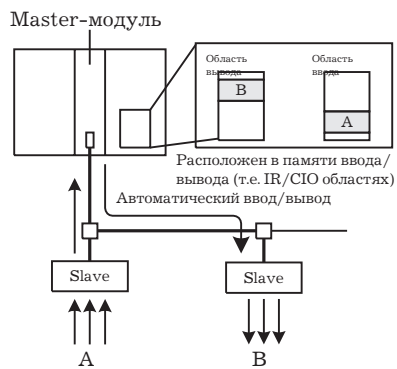 Master-модуль
Область
вывода
B
Область
ввода
A
Расположен в памяти ввода/
вывода (т.е. IR/CIO областях)
Автоматический ввод/вывод
Slave
Slave
A
B